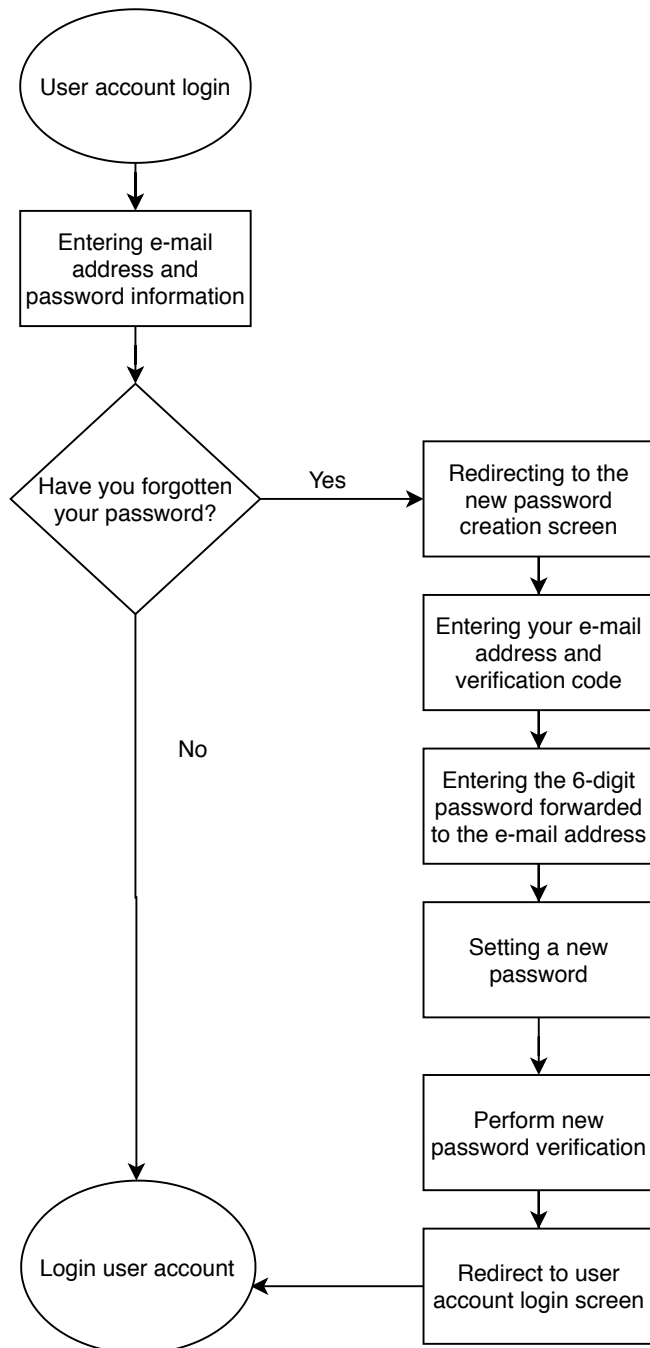 User account login
Entering e-mail
address and
password information
Have you forgotten
your password?
Yes
Redirecting to the
new password
creation screen
Entering your e-mail
address and
verification code
No
Entering the 6-digit
password forwarded
to the e-mail address
Setting a new
password
Perform new
password verification
Login user account
Redirect to user
account login screen